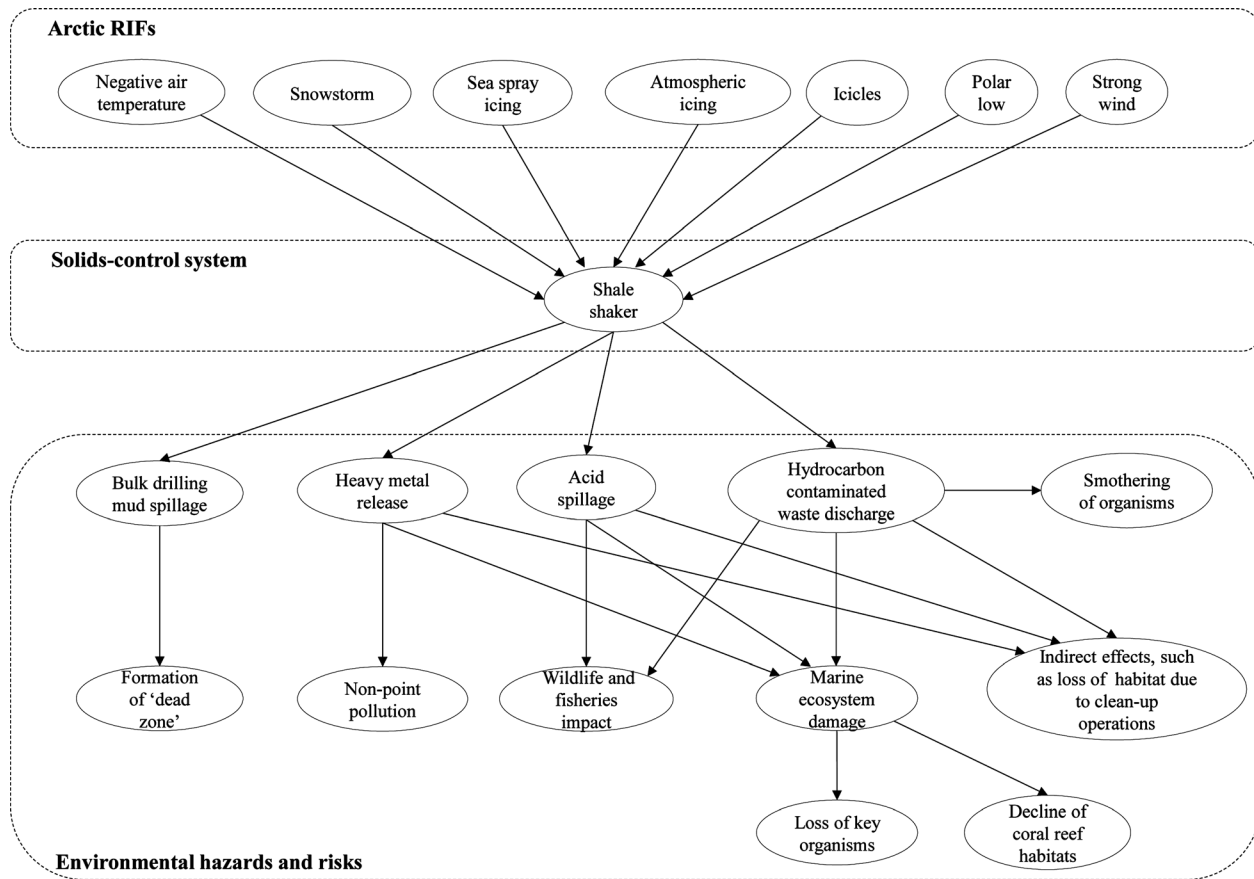 Arctic RIFs
Negative air
temperature
Snowstorm
Sea spray
icing
Atmospheric
icing
Icicles
Polar
low
Strong
wind
Solids-control system
Shale
shaker
Bulk drilling
mud spillage
Heavy metal
release
Acid
spillage
Hydrocarbon
contaminated
waste discharge
Smothering
of organisms
Formation
of ‘dead
zone’
Non-point
pollution
Wildlife and
fisheries
impact
Marine
ecosystem
damage
Indirect effects, such
as loss of habitat due
to clean-up
operations
Loss of key
organisms
Decline of
coral reef
habitats
Environmental hazards and risks